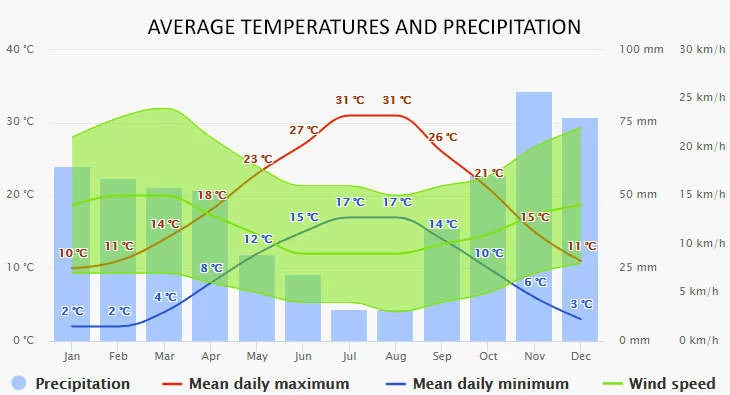 AVERAGE TEMPERATURES AND PRECIPITATION
40 °C 100 mm 30 km/h
25 km/h
31 °C 31 °C
30 °C 75 mm
27 °C 26 °C
20 km/h
23 °C
21 °C
18 °C
20 °C 17 °C 17 °C 50 mm 15 km/h
15 °C 15 °C
14 °C 14 °C
12 °C
10 °C 11 °C 10 °C 11 °C
10 km/h
8 °C
10 °C 25 mm
6 °C
5 km/h
4 °C
2 °C 2 °C 3 °C
0 °C 0 mm 0 km/h
Jan Feb Mar Apr May Jun Jul Aug Sep Oct Nov Dec
Precipitation Mean daily maximum Mean daily minimum Wind speed